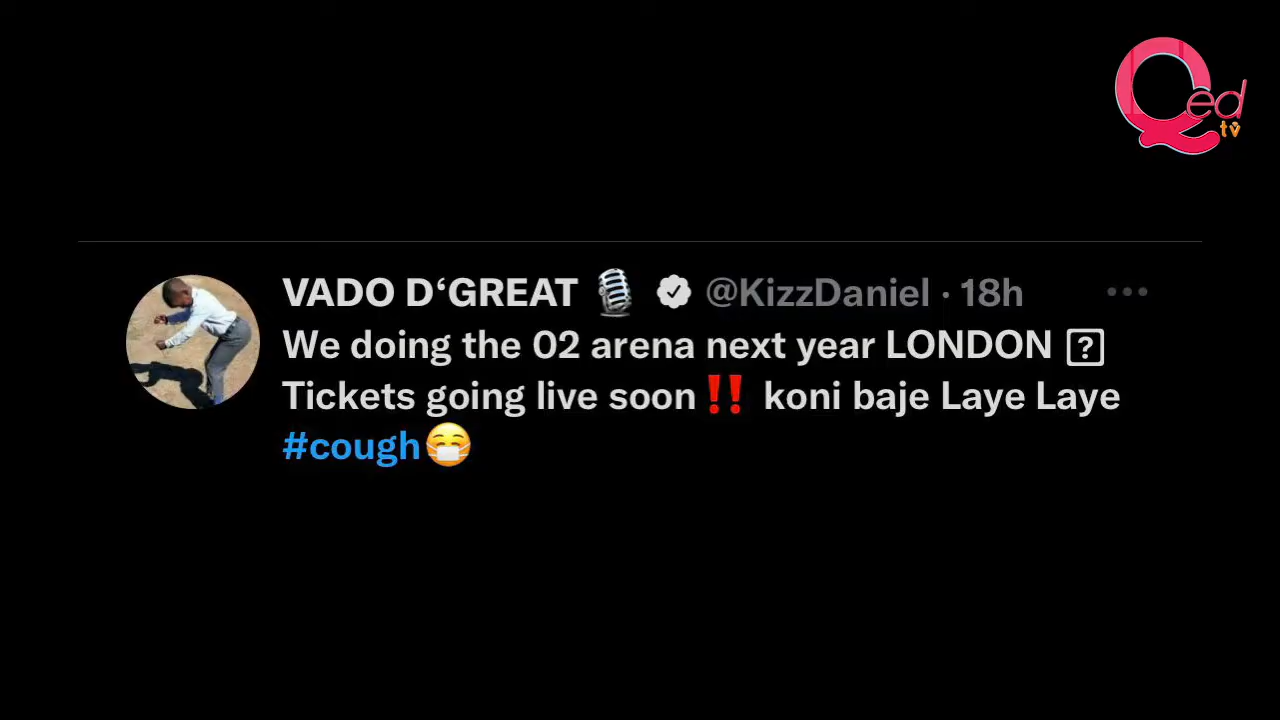 Qed
tv
VADO D‘GREAT 🎙 @KizzDaniel · 18h
We doing the 02 arena next year LONDON ⍰
Tickets going live soon‼️ koni baje Laye Laye
#cough😷